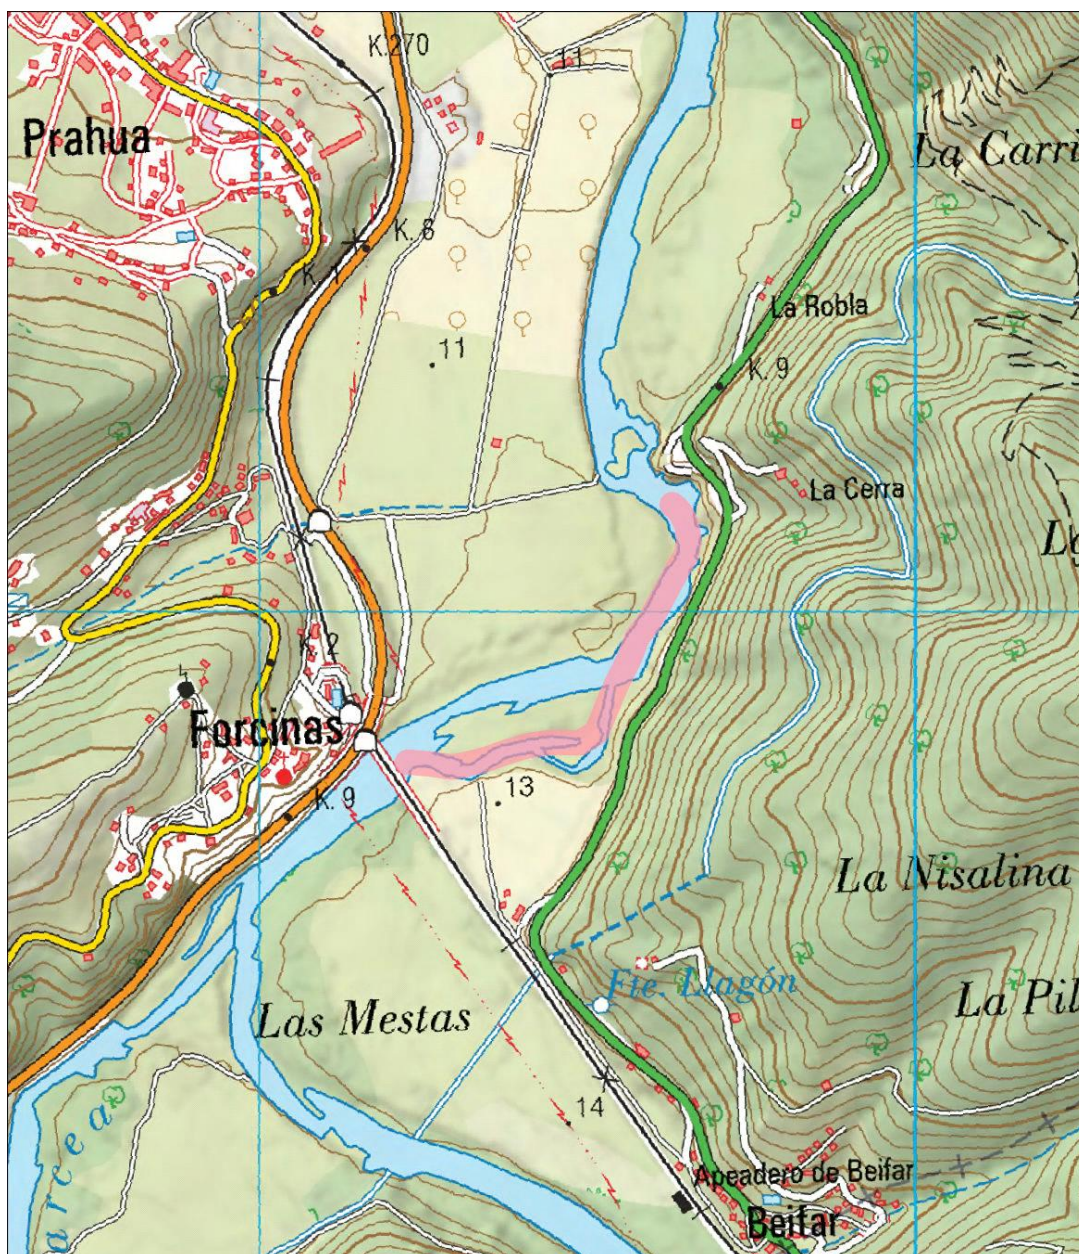 K.270
11
Prahua
La Carri
K. 8
K. 1
La Robla
11
K. 9
La Cerra
K. 2
Forcinas
13
K. 9
La Nisalina
Fte. Llagón
La Pil
Las Mestas
14
arcea
Apeadero de Beifar
Beifar